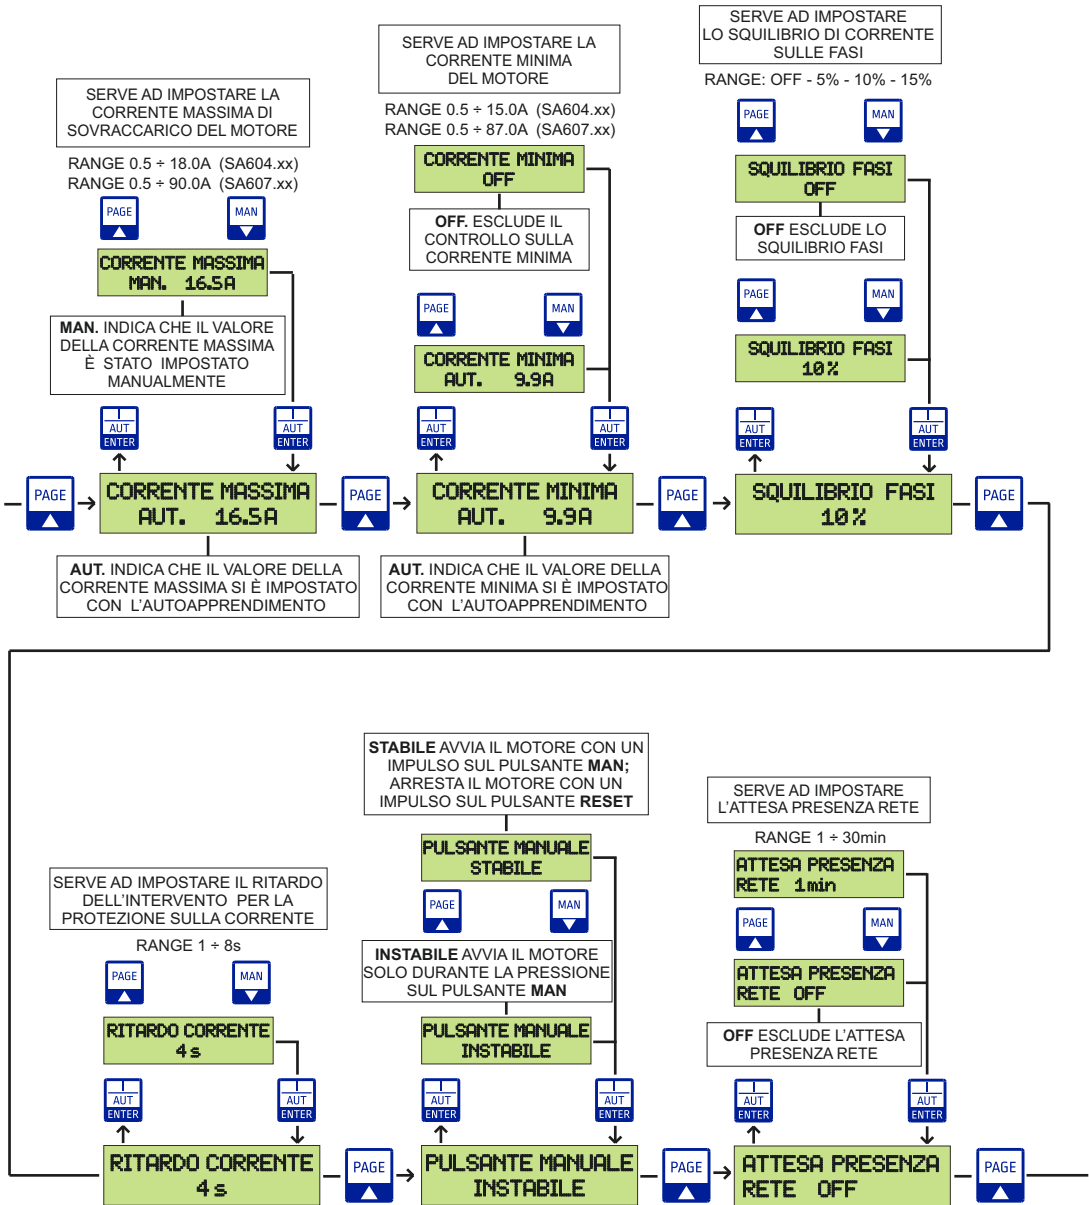 SERVE AD IMPOSTARE LA
CORRENTE MASSIMA DI
SOVRACCARICO DEL MOTORE
RANGE 0.5 ÷ 18.0A (SA604.xx)
RANGE 0.5 ÷ 90.0A (SA607.xx)
PAGE
MAN
CORRENTE MASSIMA
MAN. 16.5A
MAN. INDICA CHE IL VALORE
DELLA CORRENTE MASSIMA
È STATO IMPOSTATO
MANUALMENTE
AUT
ENTER
AUT
ENTER
PAGE
CORRENTE MASSIMA
AUT. 16.5A
AUT. INDICA CHE IL VALORE DELLA
CORRENTE MASSIMA SI È IMPOSTATO
CON L'AUTOAPPRENDIMENTO
SERVE AD IMPOSTARE LA
CORRENTE MINIMA
DEL MOTORE
RANGE 0.5 ÷ 15.0A (SA604.xx)
RANGE 0.5 ÷ 87.0A (SA607.xx)
CORRENTE MINIMA
OFF
OFF. ESCLUDE IL
CONTROLLO SULLA
CORRENTE MINIMA
PAGE
MAN
CORRENTE MINIMA
AUT. 9.9A
AUT
ENTER
AUT
ENTER
PAGE
CORRENTE MINIMA
AUT. 9.9A
AUT. INDICA CHE IL VALORE DELLA
CORRENTE MINIMA SI È IMPOSTATO
CON L'AUTOAPPRENDIMENTO
SERVE AD IMPOSTARE
LO SQUILIBRIO DI CORRENTE
SULLE FASI
RANGE: OFF - 5% - 10% - 15%
PAGE
MAN
SQUILIBRIO FASI
OFF
OFF ESCLUDE LO
SQUILIBRIO FASI
PAGE
MAN
SQUILIBRIO FASI
10%
AUT
ENTER
AUT
ENTER
PAGE
SQUILIBRIO FASI
10%
PAGE
SERVE AD IMPOSTARE IL RITARDO
DELL'INTERVENTO PER LA
PROTEZIONE SULLA CORRENTE
RANGE 1 ÷ 8s
PAGE
MAN
RITARDO CORRENTE
4s
AUT
ENTER
AUT
ENTER
RITARDO CORRENTE
4s
STABILE AVVIA IL MOTORE CON UN
IMPULSO SUL PULSANTE MAN;
ARRESTA IL MOTORE CON UN
IMPULSO SUL PULSANTE RESET
PULSANTE MANUALE
STABILE
PAGE
MAN
INSTABILE AVVIA IL MOTORE
SOLO DURANTE LA PRESSIONE
SUL PULSANTE MAN
PULSANTE MANUALE
INSTABILE
AUT
ENTER
AUT
ENTER
PAGE
PULSANTE MANUALE
INSTABILE
SERVE AD IMPOSTARE
L'ATTESA PRESENZA RETE
RANGE 1 ÷ 30min
ATTESA PRESENZA
RETE 1min
PAGE
MAN
ATTESA PRESENZA
RETE OFF
OFF ESCLUDE L'ATTESA
PRESENZA RETE
AUT
ENTER
AUT
ENTER
PAGE
ATTESA PRESENZA
RETE OFF
PAGE